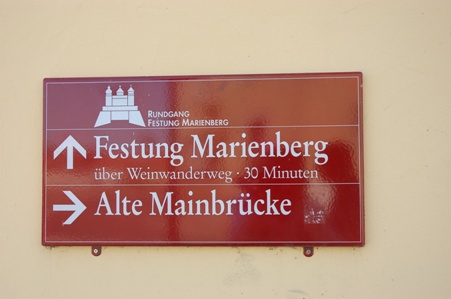 Rundgang
Festung Marienberg
Festung Marienberg
über Weinwanderweg · 30 Minuten
Alte Mainbrücke